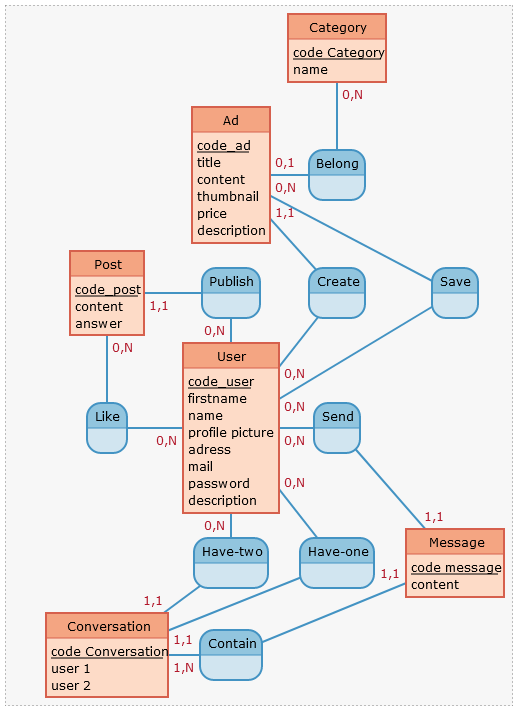 Category
code Category
name
0,N
Ad
code_ad
title
content
thumbnail
price
description
0,1
Belong
0,N
1,1
Post
code_post
content
answer
1,1
Publish
Create
Save
0,N
0,N
User
code_user
firstname
name
profile picture
adress
mail
password
description
0,N
0,N
Like
0,N
0,N
Send
0,N
0,N
1,1
Have-two
Have-one
Message
code message
content
1,1
1,1
Conversation
code Conversation
user 1
user 2
1,1
1,N
Contain